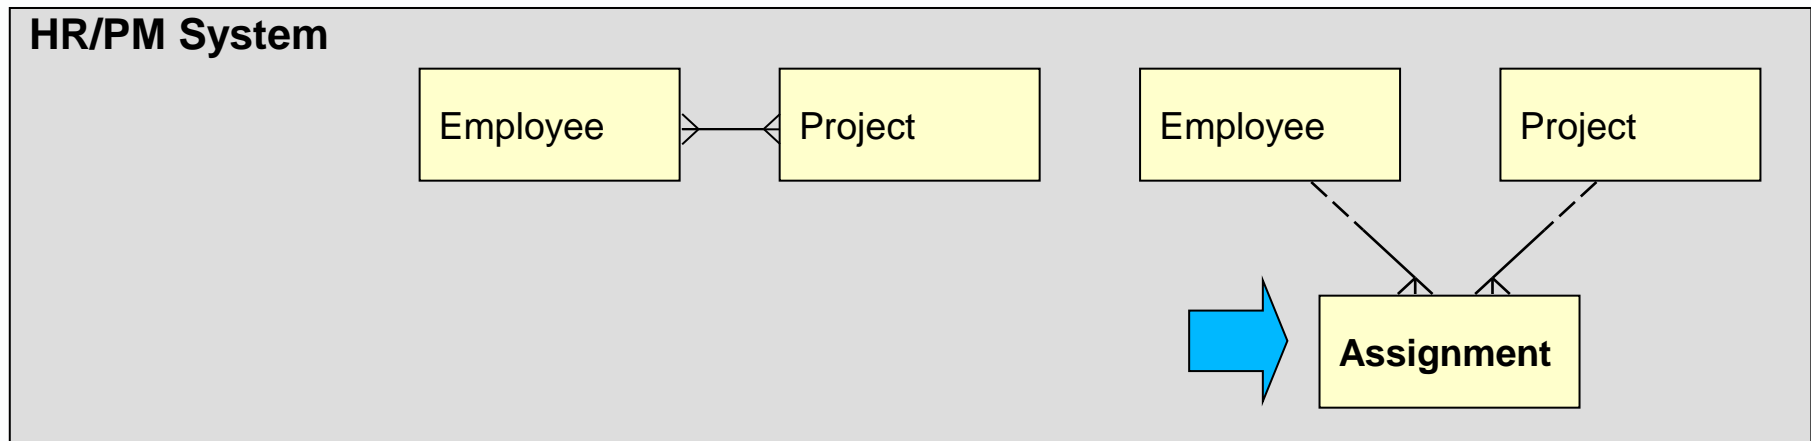 HR/PM System
Employee
Project
Employee
Project
Assignment